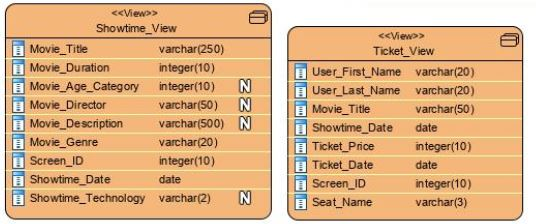 <<View>>
Showtime_View
Movie_Title varchar(250)
Movie_Duration integer(10)
Movie_Age_Category integer(10) N
Movie_Director varchar(50) N
Movie_Description varchar(500) N
Movie_Genre varchar(20)
Screen_ID integer(10)
Showtime_Date date
Showtime_Technology varchar(2) N
<<View>>
Ticket_View
User_First_Name varchar(20)
User_Last_Name varchar(20)
Movie_Title varchar(50)
Showtime_Date date
Ticket_Price integer(10)
Ticket_Date date
Screen_ID integer(10)
Seat_Name varchar(3)